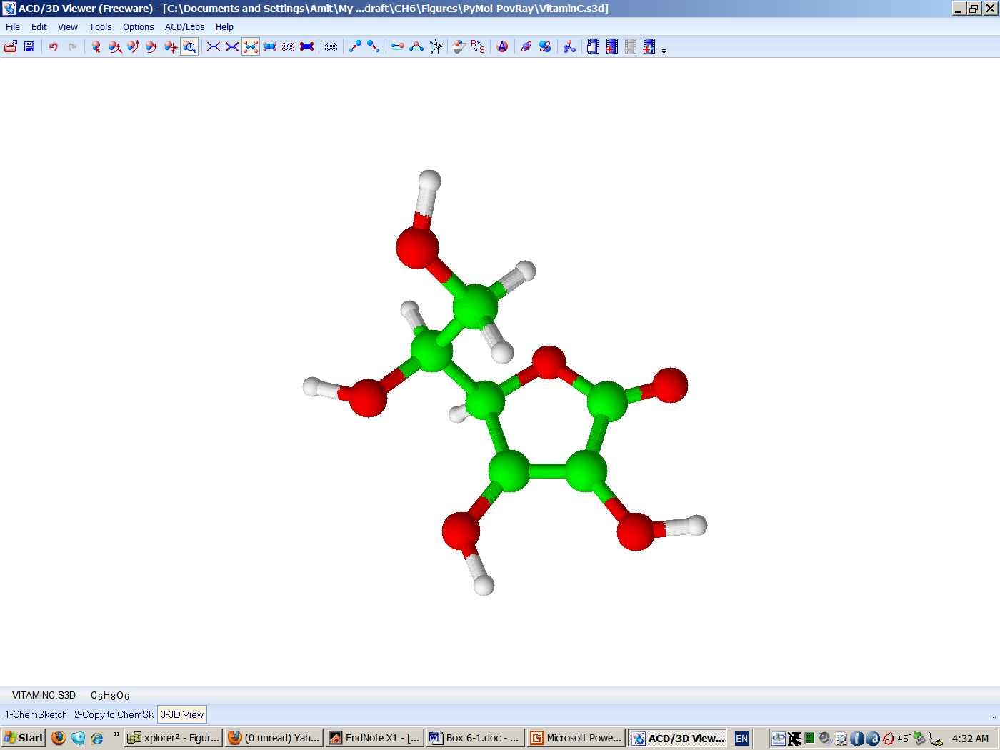 ACD/3D Viewer (Freeware) - [C:\Documents and Settings\Amit\My ...draft\CH6\Figures\PyMol-PovRay\VitaminC.s3d]
File Edit View Tools Options ACD/Labs Help
VITAMINC.S3D C6H8O6
1-ChemSketch 2-Copy to ChemSk 3-3D View ...
Start » xplorer² - Figur... (0 unread) Yah... EndNote X1 - [... Box 6-1.doc - ... Microsoft Powe... ACD/3D View... EN 45° 4:32 AM